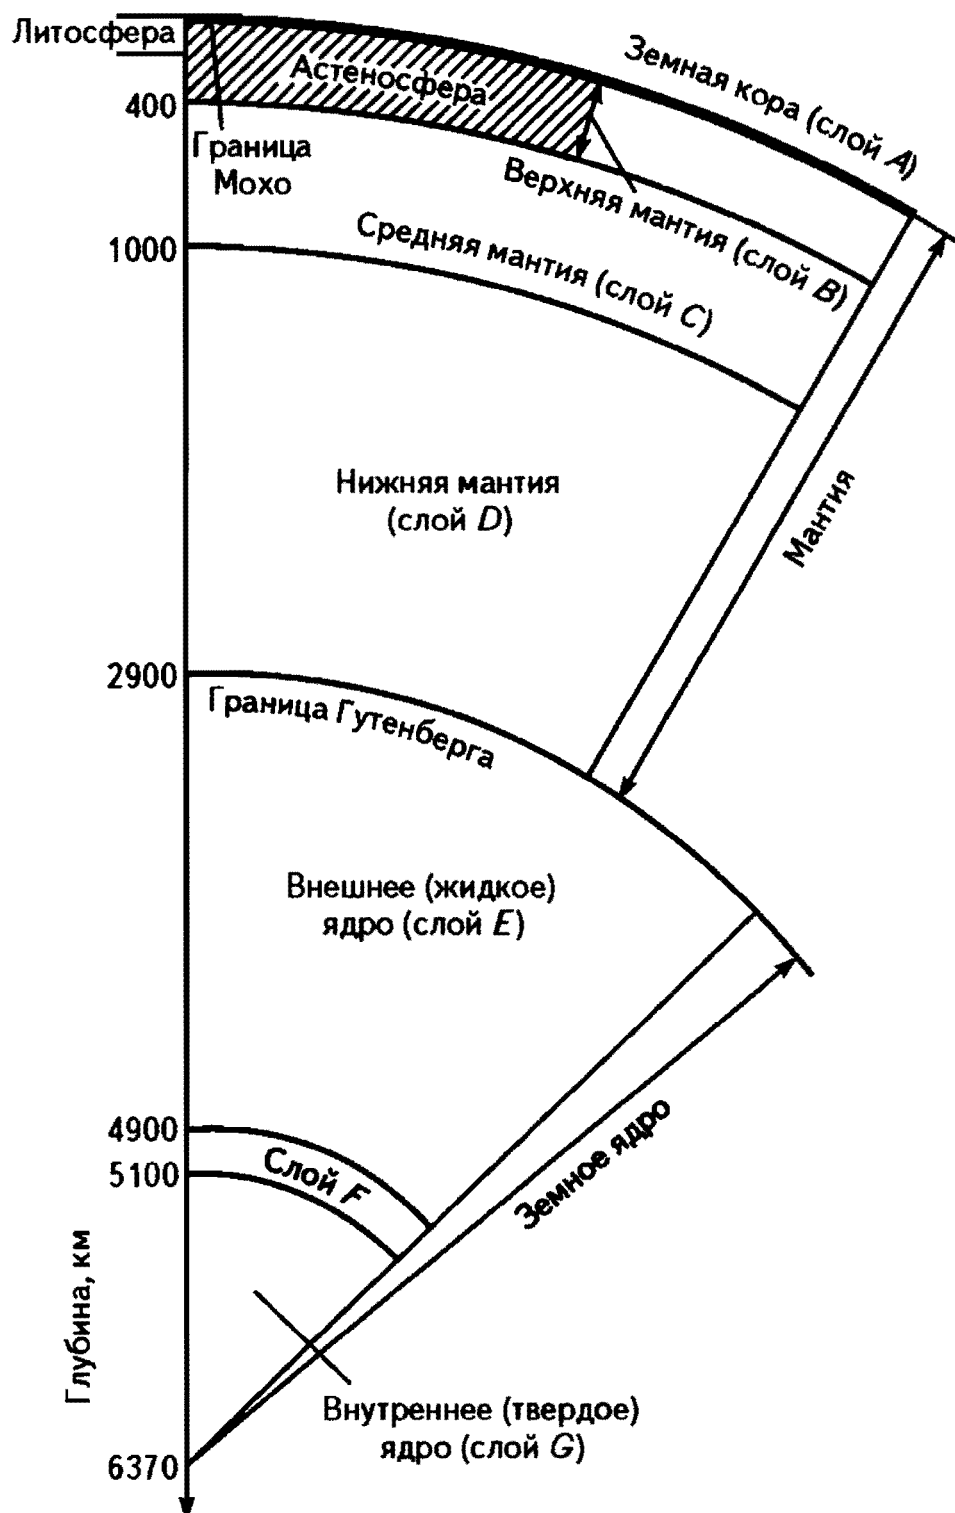 Литосфера
Земная кора (слой A)
Астеносфера
400
Граница
Мохо
Верхняя мантия (слой B)
Средняя мантия (слой C)
1000
Нижняя мантия
(слой D)
Мантия
2900
Граница Гутенберга
Внешнее (жидкое)
ядро (слой E)
4900
Слой F
5100
Земное ядро
Глубина, км
Внутреннее (твердое)
ядро (слой G)
6370